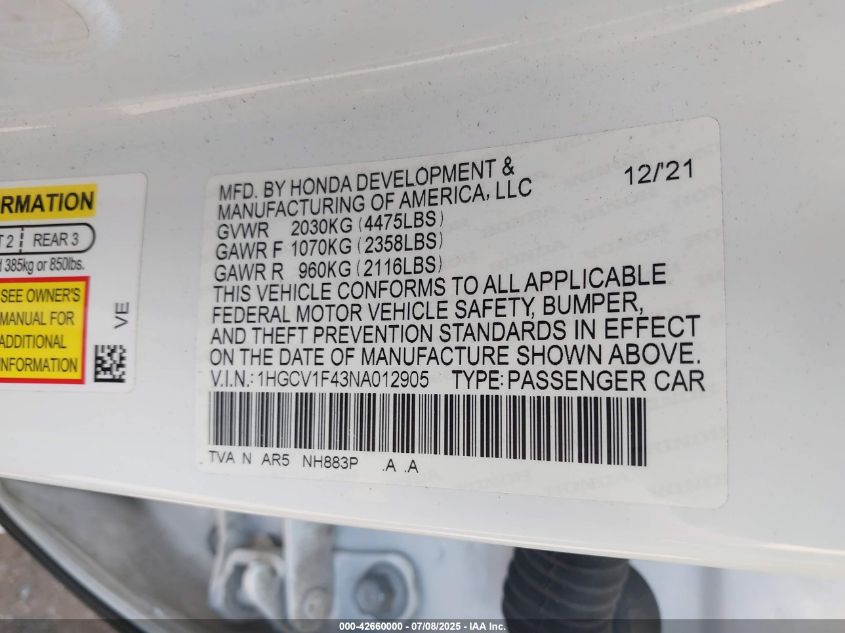 RMATION
T 2 REAR 3
385kg or 850lbs.
SEE OWNER'S
MANUAL FOR
ADDITIONAL
INFORMATION
VE
MFD. BY HONDA DEVELOPMENT &
MANUFACTURING OF AMERICA, LLC
12/'21
GVWR 2030KG (4475LBS)
GAWR F 1070KG (2358LBS)
GAWR R 960KG (2116LBS)
THIS VEHICLE CONFORMS TO ALL APPLICABLE
FEDERAL MOTOR VEHICLE SAFETY, BUMPER,
AND THEFT PREVENTION STANDARDS IN EFFECT
ON THE DATE OF MANUFACTURE SHOWN ABOVE.
V.I.N.: 1HGCV1F43NA012905 TYPE: PASSENGER CAR
TVA N AR5 NH883P .A .A
000-42660000 - 07/08/2025 - IAA Inc.